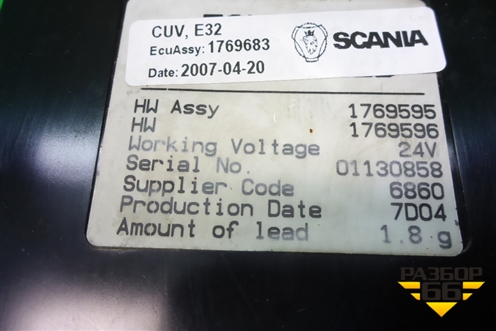 CUV, E32
EcuAssy: 1769683
Date: 2007-04-20
SCANIA
HW Assy 1769595
HW 1769596
Working Voltage 24V
Serial No. 01130858
Supplier Code 6860
Production Date 7D04
Amount of lead 1.8 g
РАЗБОР
66